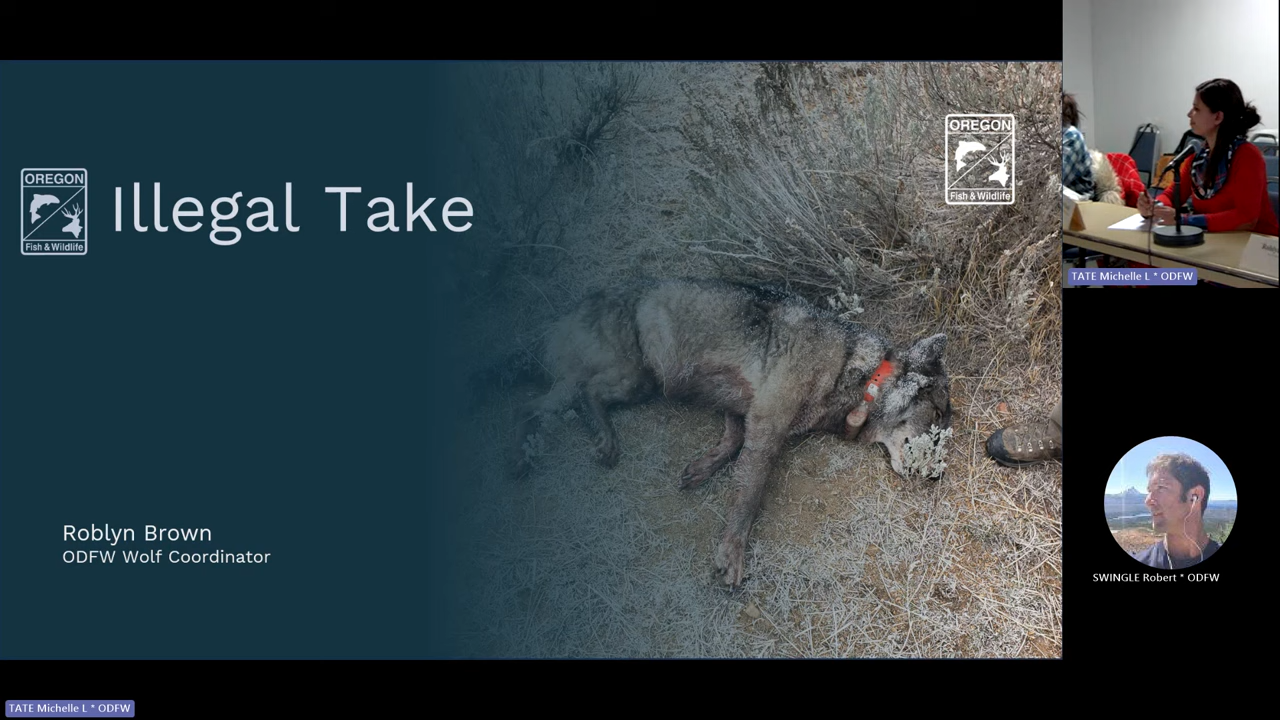 OREGON
Fish & Wildlife
Illegal Take
Roblyn Brown
ODFW Wolf Coordinator
OREGON
Fish & Wildlife
TATE Michelle L * ODFW
SWINGLE Robert * ODFW
TATE Michelle L * ODFW